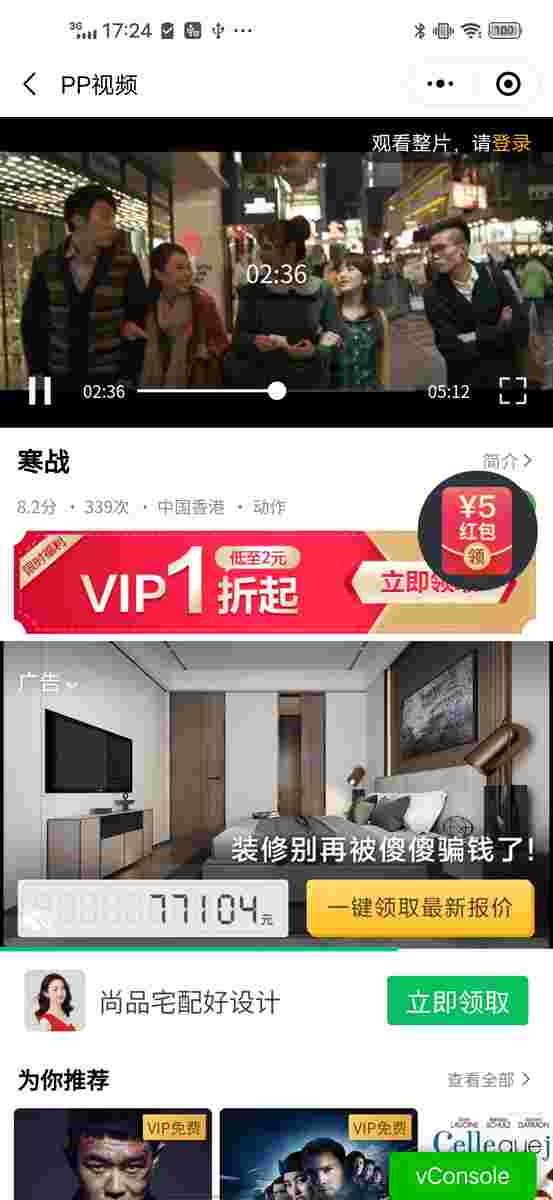 3G 17:24 100
PP视频
观看整片，请登录
02:36
02:36 05:12
寒战
简介
8.2分 · 339次 · 中国香港 · 动作
¥5
红包
领
限时福利
低至2元
VIP1折起
立即领取
广告
装修别再被傻傻骗钱了!
77104元
一键领取最新报价
尚品宅配好设计
立即领取
为你推荐
查看全部
VIP免费
VIP免费
vConsole